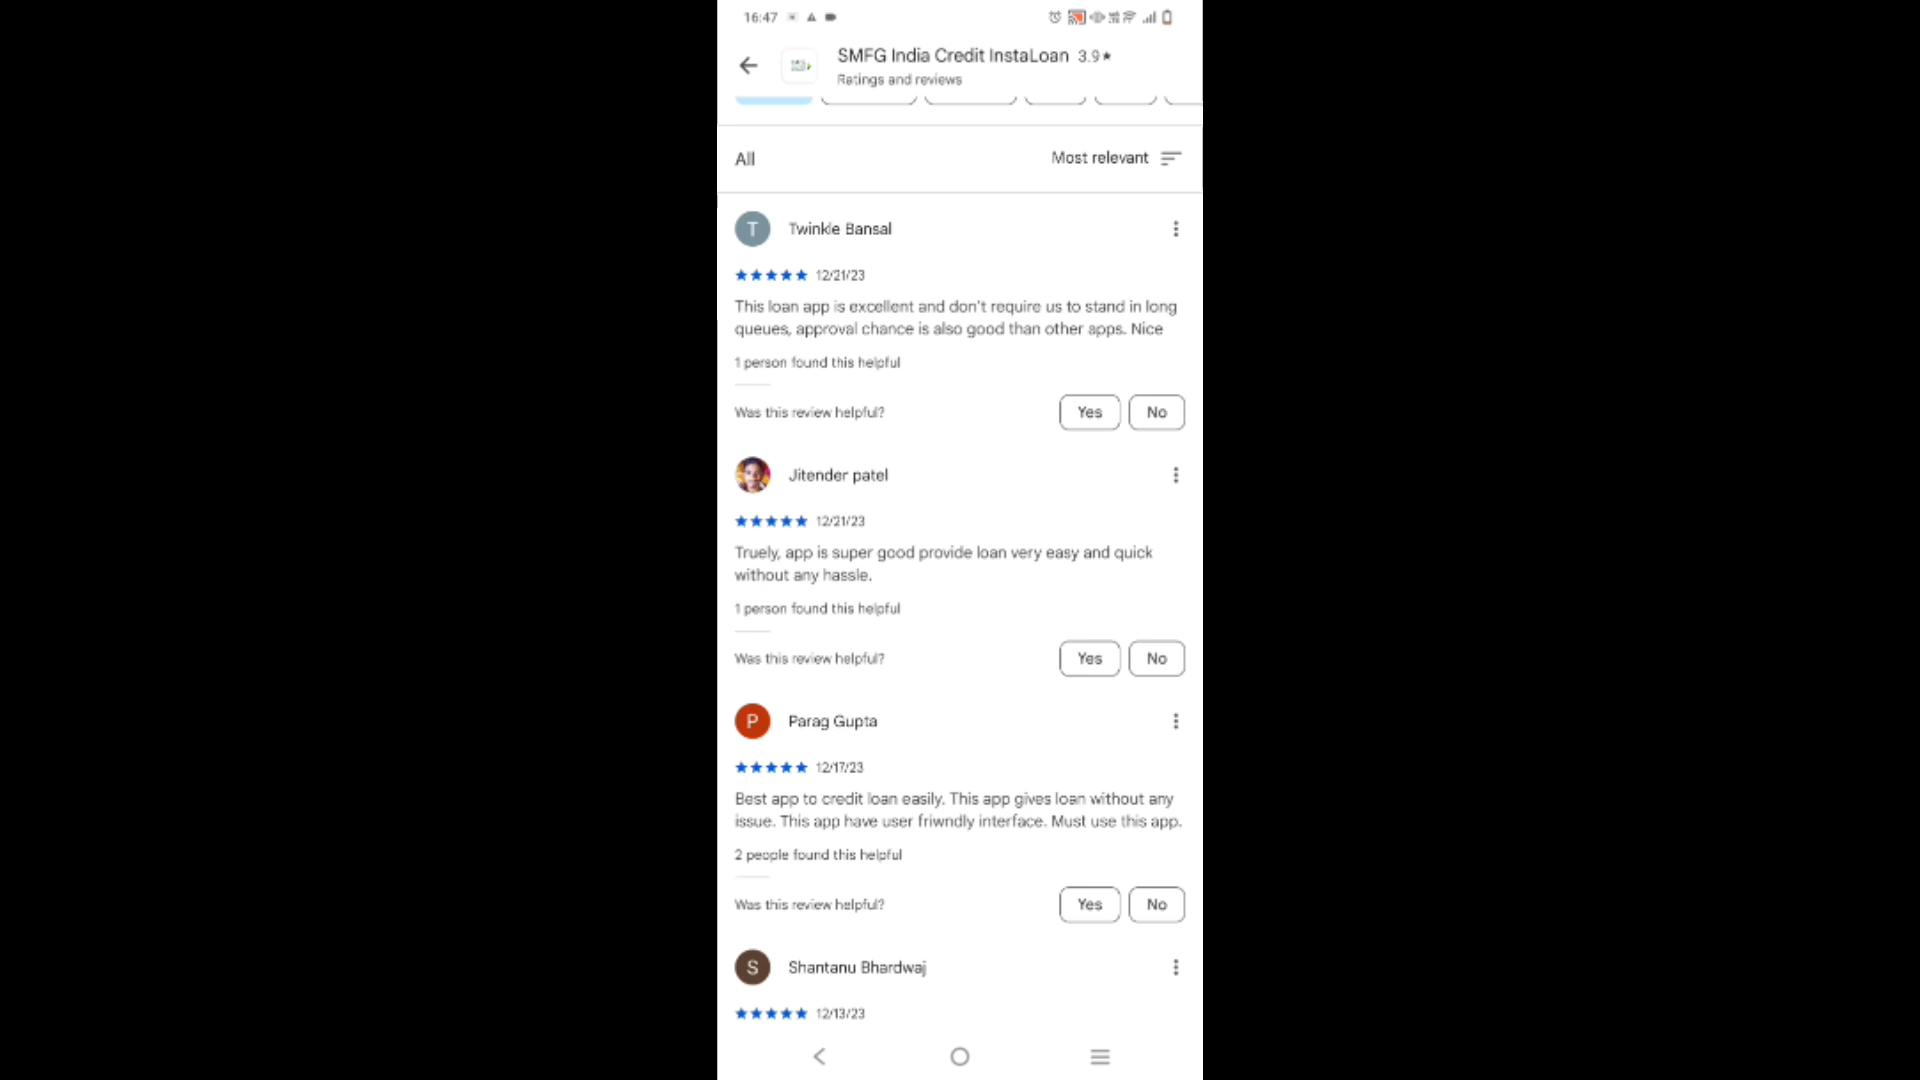 16:47
SMFG India Credit InstaLoan 3.9★
Ratings and reviews
All
Most relevant
T Twinkle Bansal
★★★★★ 12/21/23
This loan app is excellent and don't require us to stand in long
queues, approval chance is also good than other apps. Nice
1 person found this helpful
Was this review helpful? Yes No
Jitender patel
★★★★★ 12/21/23
Truely, app is super good provide loan very easy and quick
without any hassle.
1 person found this helpful
Was this review helpful? Yes No
P Parag Gupta
★★★★★ 12/17/23
Best app to credit loan easily. This app gives loan without any
issue. This app have user friwndly interface. Must use this app.
2 people found this helpful
Was this review helpful? Yes No
S Shantanu Bhardwaj
★★★★★ 12/13/23